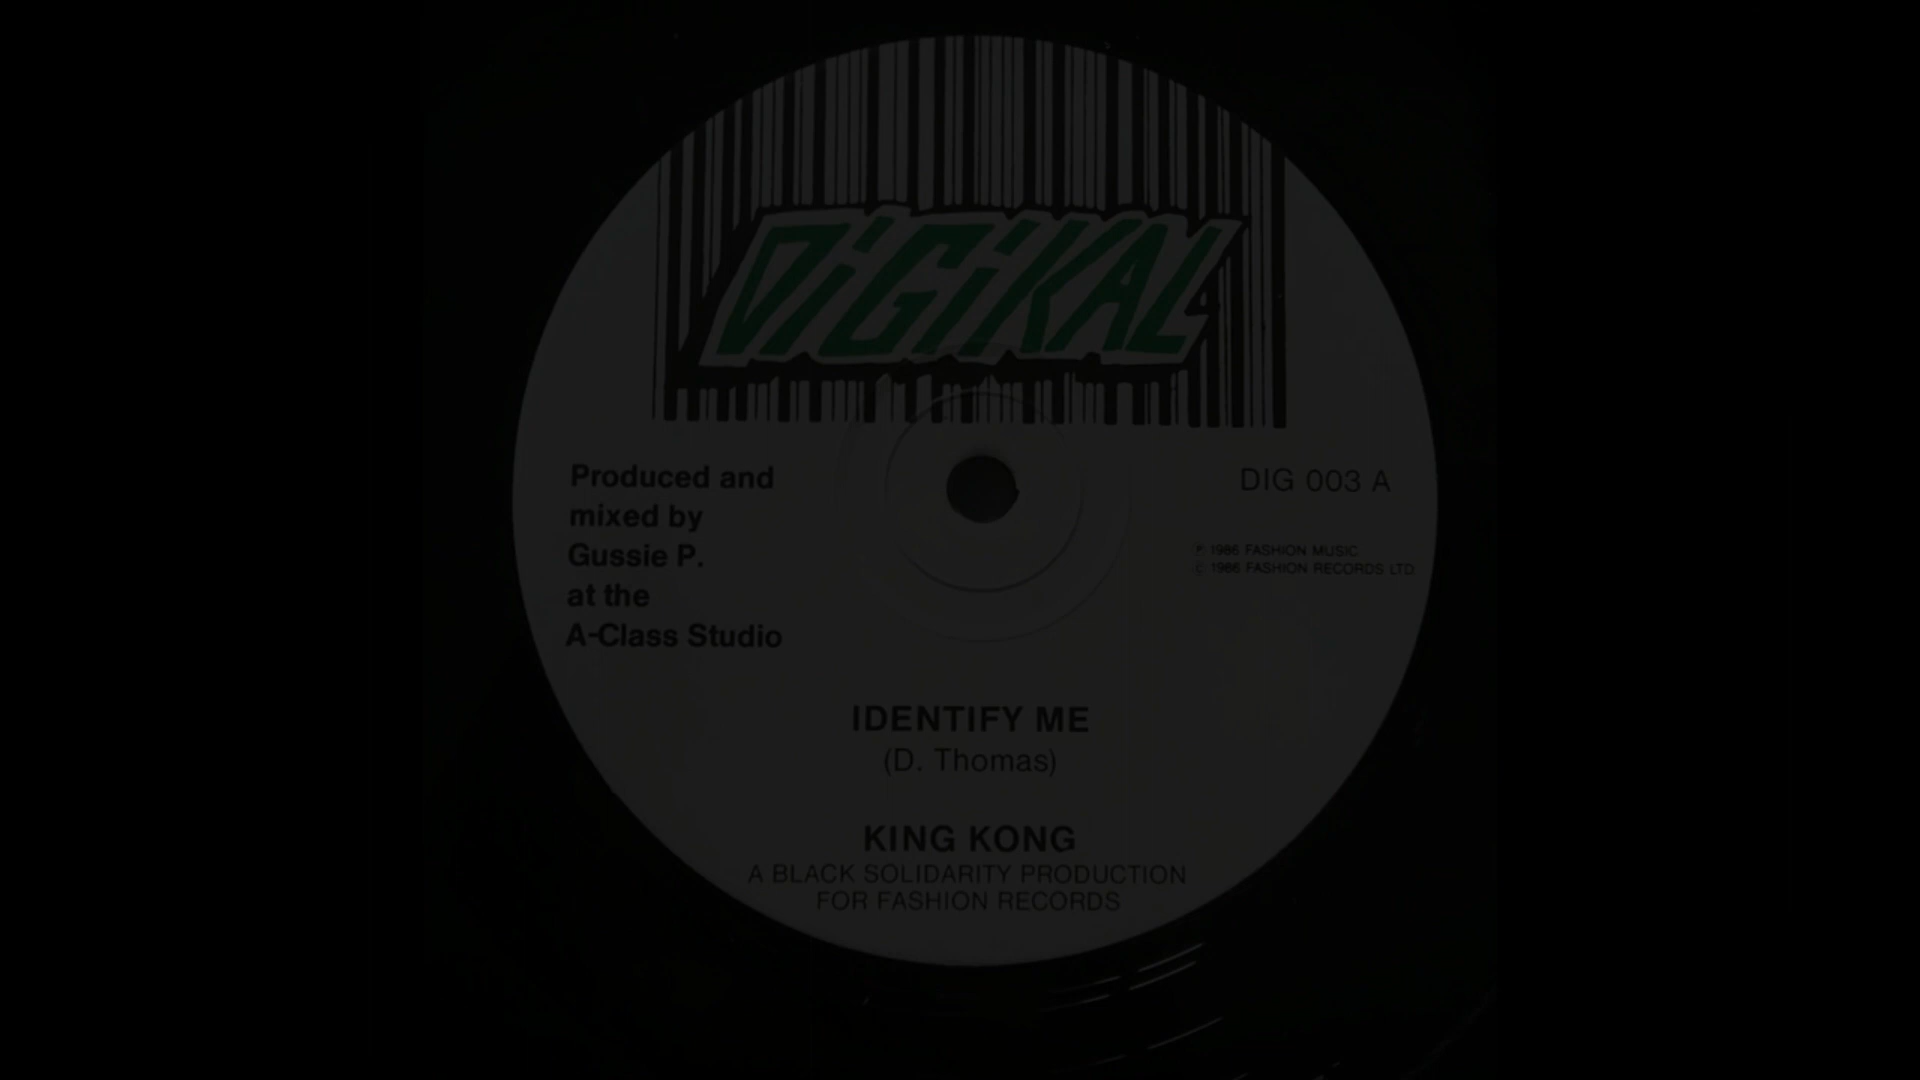 DiGiKAL
Produced and
mixed by
Gussie P.
at the
A-Class Studio
DIG 003 A
℗ 1986 FASHION MUSIC
© 1986 FASHION RECORDS LTD.
IDENTIFY ME
(D. Thomas)
KING KONG
A BLACK SOLIDARITY PRODUCTION
FOR FASHION RECORDS